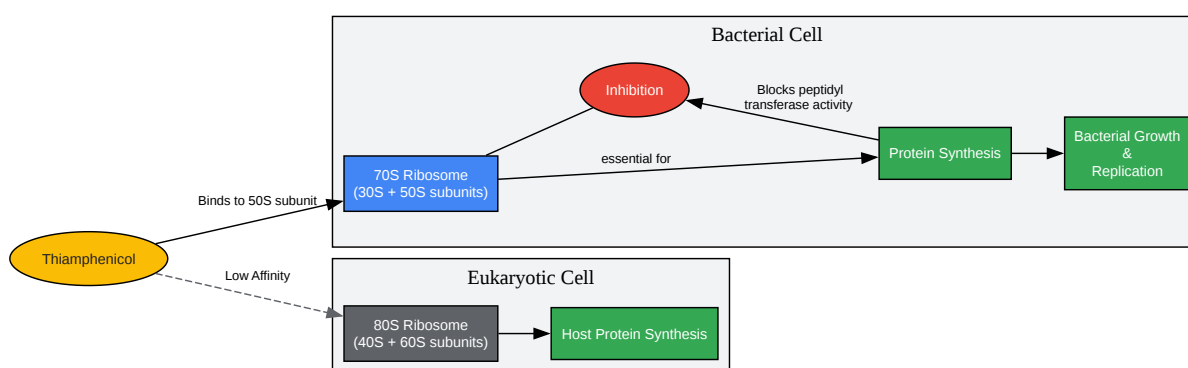 Bacterial Cell
Inhibition
Blocks peptidyl
transferase activity
Bacterial Growth
&
Replication
Protein Synthesis
essential for
70S Ribosome
(30S + 50S subunits)
Binds to 50S subunit
Thiamphenicol
Low Affinity
Eukaryotic Cell
80S Ribosome
(40S + 60S subunits)
Host Protein Synthesis